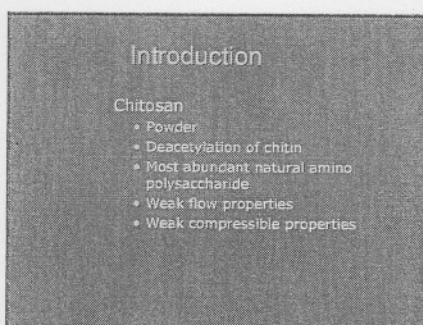 Introduction
Chitosan
• Powder
• Deacetylation of chitin
• Most abundant natural amino
polysaccharide
• Weak flow properties
• Weak compressible properties